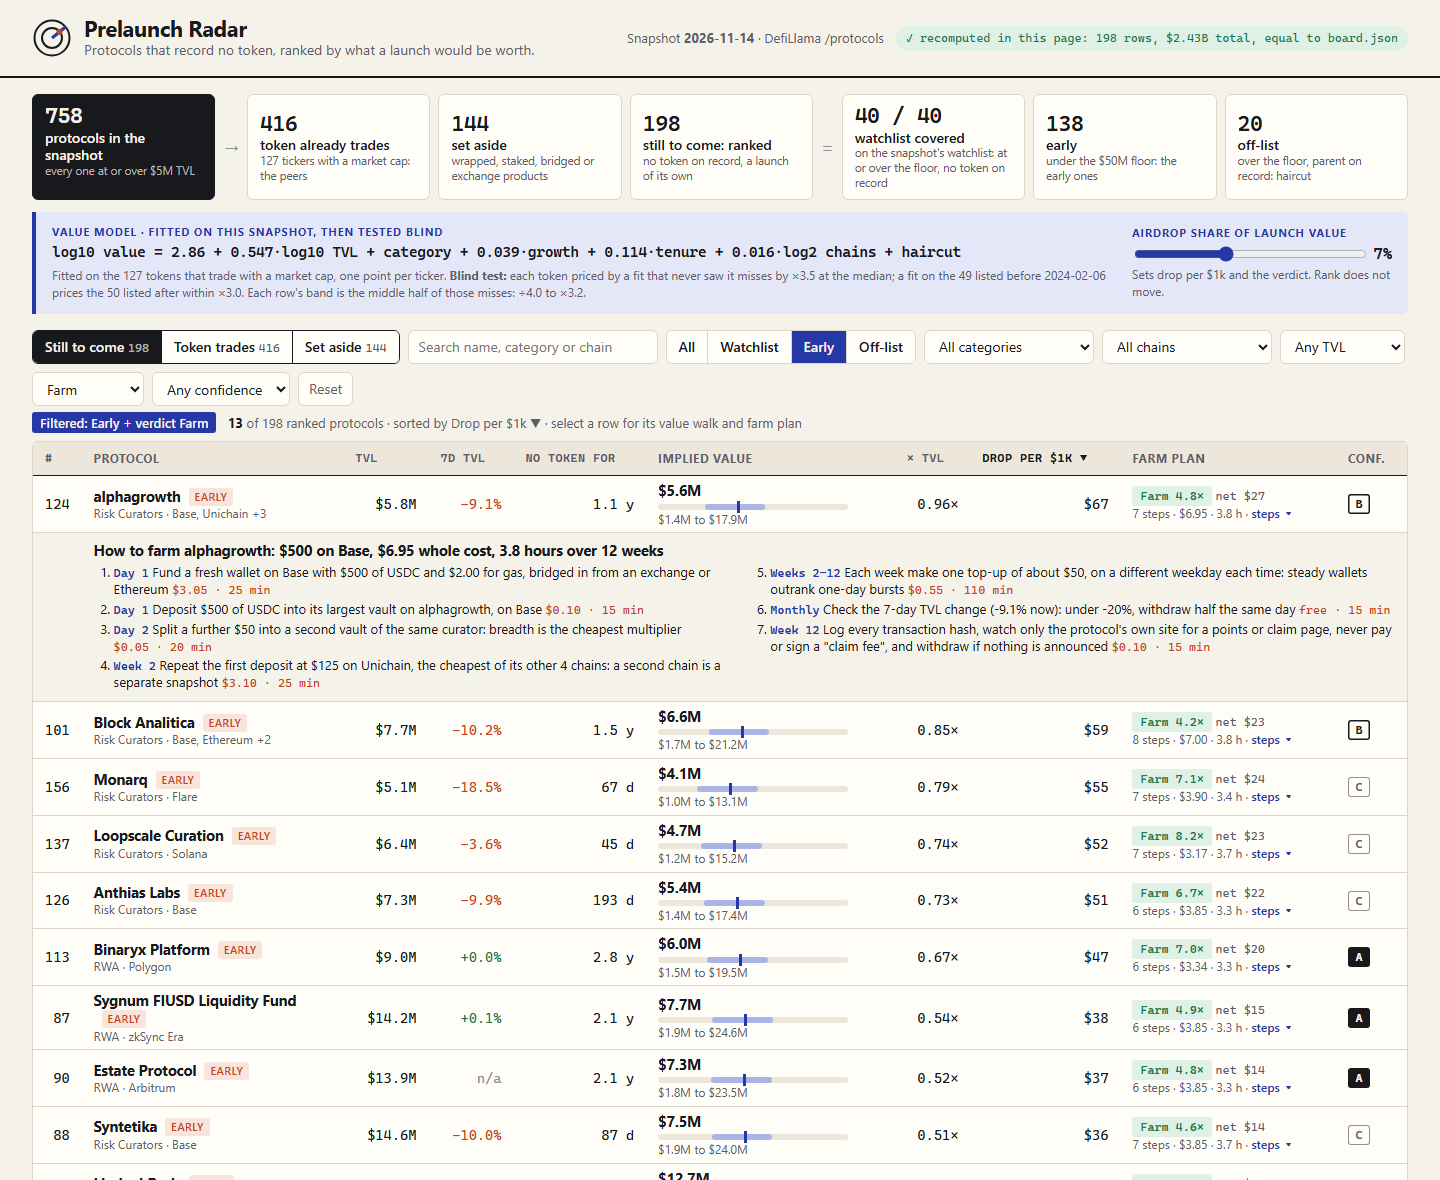 Prelaunch Radar
Protocols that record no token, ranked by what a launch would be worth.
Snapshot 2026-11-14 · DefiLlama /protocols
✓ recomputed in this page: 198 rows, $2.43B total, equal to board.json
758
protocols in the
snapshot
every one at or over $5M TVL
→
416
token already trades
127 tickers with a market cap:
the peers
144
set aside
wrapped, staked, bridged or
exchange products
198
still to come: ranked
no token on record, a launch
of its own
=
40 / 40
watchlist covered
on the snapshot's watchlist: at
or over the floor, no token on
record
138
early
under the $50M floor: the
early ones
20
off-list
over the floor, parent on
record: haircut
VALUE MODEL · FITTED ON THIS SNAPSHOT, THEN TESTED BLIND
log10 value = 2.86 + 0.547·log10 TVL + category + 0.039·growth + 0.114·tenure + 0.016·log2 chains + haircut
Fitted on the 127 tokens that trade with a market cap, one point per ticker. Blind test: each token priced by a fit that never saw it misses by ×3.5 at the median; a fit on the 49 listed before 2024-02-06
prices the 50 listed after within ×3.0. Each row's band is the middle half of those misses: ÷4.0 to ×3.2.
AIRDROP SHARE OF LAUNCH VALUE
7%
Sets drop per $1k and the verdict. Rank does not
move.
Still to come 198
Token trades 416
Set aside 144
Search name, category or chain
All
Watchlist
Early
Off-list
All categories
All chains
Any TVL
Farm
Any confidence
Reset
Filtered: Early + verdict Farm
13 of 198 ranked protocols · sorted by Drop per $1k ▼ · select a row for its value walk and farm plan
# PROTOCOL TVL 7D TVL NO TOKEN FOR IMPLIED VALUE × TVL DROP PER $1K ▼ FARM PLAN CONF.
124 alphagrowth EARLY $5.8M −9.1% 1.1 y $5.6M 0.96× $67 Farm 4.8× net $27 B
Risk Curators · Base, Unichain +3 $1.4M to $17.9M 7 steps · $6.95 · 3.8 h · steps ▾
How to farm alphagrowth: $500 on Base, $6.95 whole cost, 3.8 hours over 12 weeks
1. Day 1 Fund a fresh wallet on Base with $500 of USDC and $2.00 for gas, bridged in from an exchange or
Ethereum $3.05 · 25 min
2. Day 1 Deposit $500 of USDC into its largest vault on alphagrowth, on Base $0.10 · 15 min
3. Day 2 Split a further $50 into a second vault of the same curator: breadth is the cheapest multiplier
$0.05 · 20 min
4. Week 2 Repeat the first deposit at $125 on Unichain, the cheapest of its other 4 chains: a second chain is a
separate snapshot $3.10 · 25 min
5. Weeks 2–12 Each week make one top-up of about $50, on a different weekday each time: steady wallets
outrank one-day bursts $0.55 · 110 min
6. Monthly Check the 7-day TVL change (-9.1% now): under -20%, withdraw half the same day free · 15 min
7. Week 12 Log every transaction hash, watch only the protocol's own site for a points or claim page, never pay
or sign a "claim fee", and withdraw if nothing is announced $0.10 · 15 min
101 Block Analitica EARLY $7.7M −10.2% 1.5 y $6.6M 0.85× $59 Farm 4.2× net $23 B
Risk Curators · Base, Ethereum +2 $1.7M to $21.2M 8 steps · $7.00 · 3.8 h · steps ▾
156 Monarq EARLY $5.1M −18.5% 67 d $4.1M 0.79× $55 Farm 7.1× net $24 C
Risk Curators · Flare $1.0M to $13.1M 7 steps · $3.90 · 3.4 h · steps ▾
137 Loopscale Curation EARLY $6.4M −3.6% 45 d $4.7M 0.74× $52 Farm 8.2× net $23 C
Risk Curators · Solana $1.2M to $15.2M 7 steps · $3.17 · 3.7 h · steps ▾
126 Anthias Labs EARLY $7.3M −9.9% 193 d $5.4M 0.73× $51 Farm 6.7× net $22 C
Risk Curators · Base $1.4M to $17.4M 6 steps · $3.85 · 3.3 h · steps ▾
113 Binaryx Platform EARLY $9.0M +0.0% 2.8 y $6.0M 0.67× $47 Farm 7.0× net $20 A
RWA · Polygon $1.5M to $19.5M 6 steps · $3.34 · 3.3 h · steps ▾
87 Sygnum FIUSD Liquidity Fund EARLY $14.2M +0.1% 2.1 y $7.7M 0.54× $38 Farm 4.9× net $15 A
RWA · zkSync Era $1.9M to $24.6M 6 steps · $3.85 · 3.3 h · steps ▾
90 Estate Protocol EARLY $13.9M n/a 2.1 y $7.3M 0.52× $37 Farm 4.8× net $14 A
RWA · Arbitrum $1.8M to $23.5M 6 steps · $3.85 · 3.3 h · steps ▾
88 Syntetika EARLY $14.6M −10.0% 87 d $7.5M 0.51× $36 Farm 4.6× net $14 C
Risk Curators · Base $1.9M to $24.0M 7 steps · $3.85 · 3.7 h · steps ▾
$12.7M